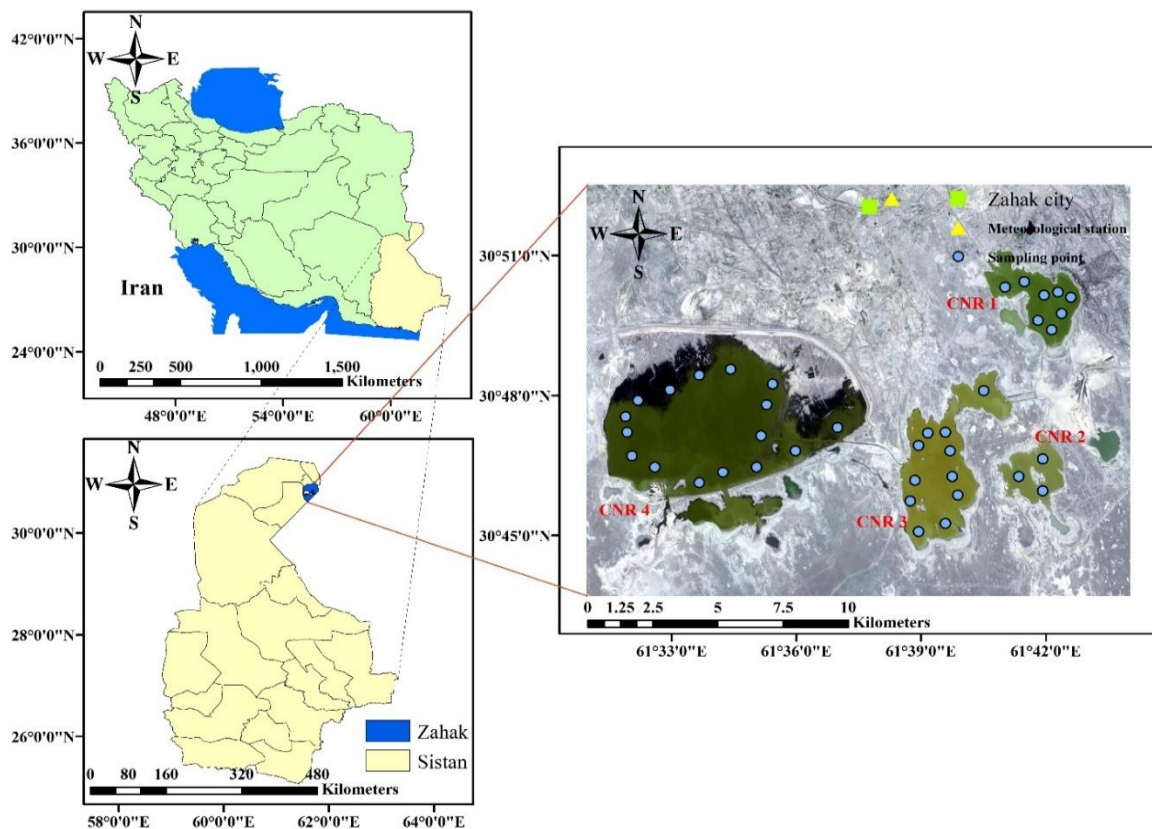 N
W E
S
42°0'0"N
36°0'0"N
30°0'0"N
24°0'0"N
Iran
0 250 500 1,000 1,500
Kilometers
48°0'0"E 54°0'0"E 60°0'0"E
N
W E
S
30°0'0"N
28°0'0"N
26°0'0"N
Zahak
Sistan
0 80 160 320 480
Kilometers
58°0'0"E 60°0'0"E 62°0'0"E 64°0'0"E
N
W E
S
Zahak city
Meteorological station
Sampling point
30°51'0"N
30°48'0"N
30°45'0"N
CNR 1
CNR 2
CNR 3
CNR 4
0 1.25 2.5 5 7.5 10
Kilometers
61°33'0"E 61°36'0"E 61°39'0"E 61°42'0"E